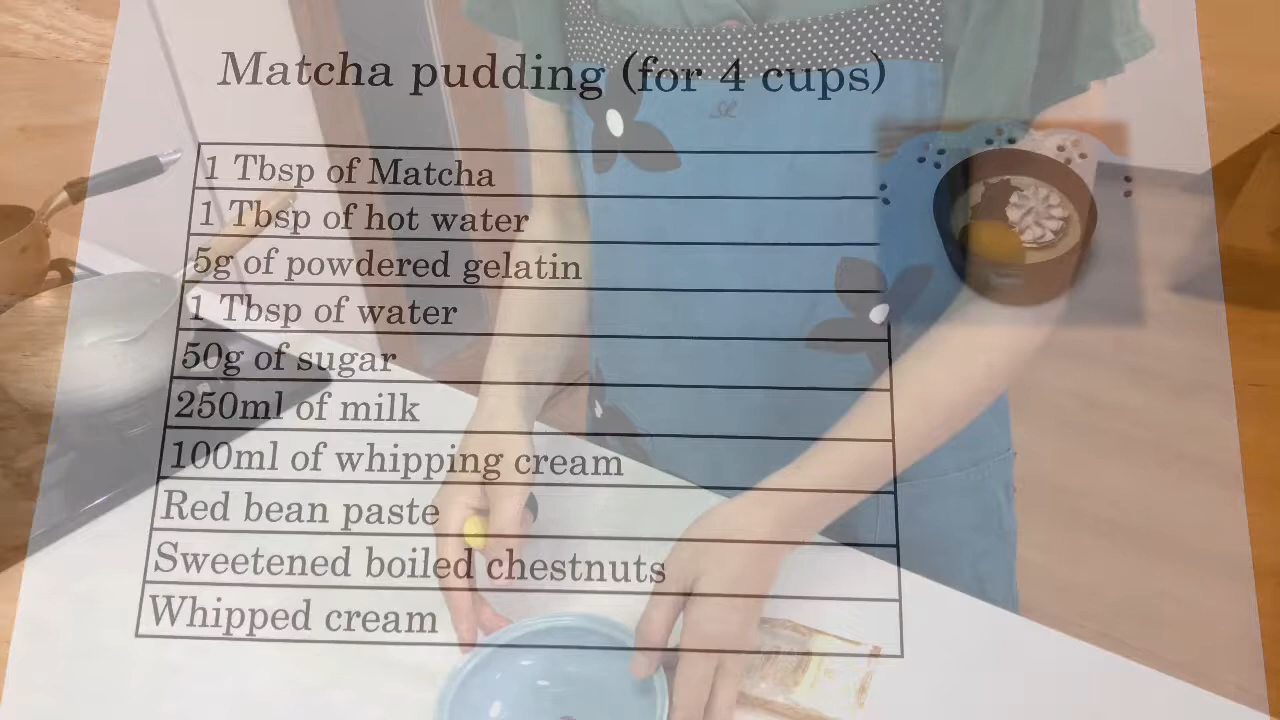 Matcha pudding (for 4 cups)
1 Tbsp of Matcha
1 Tbsp of hot water
5g of powdered gelatin
1 Tbsp of water
50g of sugar
250ml of milk
100ml of whipping cream
Red bean paste
Sweetened boiled chestnuts
Whipped cream